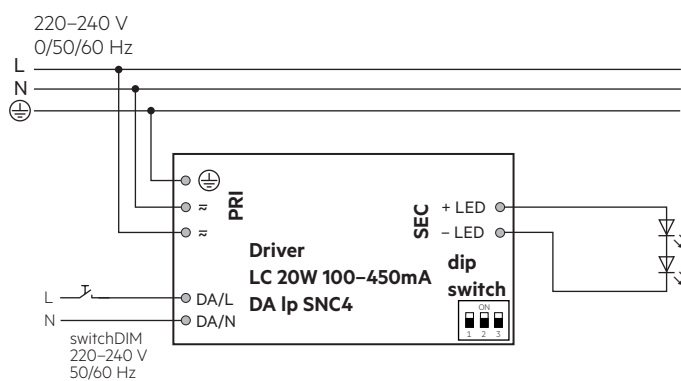 220–240 V
0/50/60 Hz
L
N
PRI
≂
≂
SEC
+ LED
– LED
Driver
LC 20W 100–450mA
DA lp SNC4
dip
switch
ON
1 2 3
L
DA/L
N
DA/N
switchDIM
220–240 V
50/60 Hz